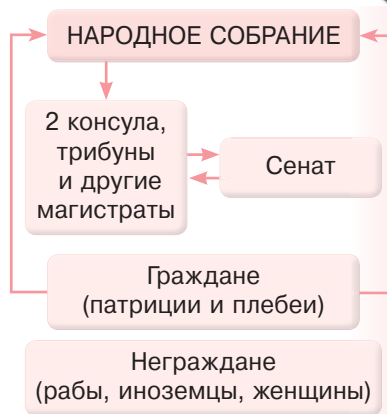 НАРОДНОЕ СОБРАНИЕ
2 консула,
трибуны
и другие
магистраты
Сенат
Граждане
(патриции и плебеи)
Неграждане
(рабы, иноземцы, женщины)